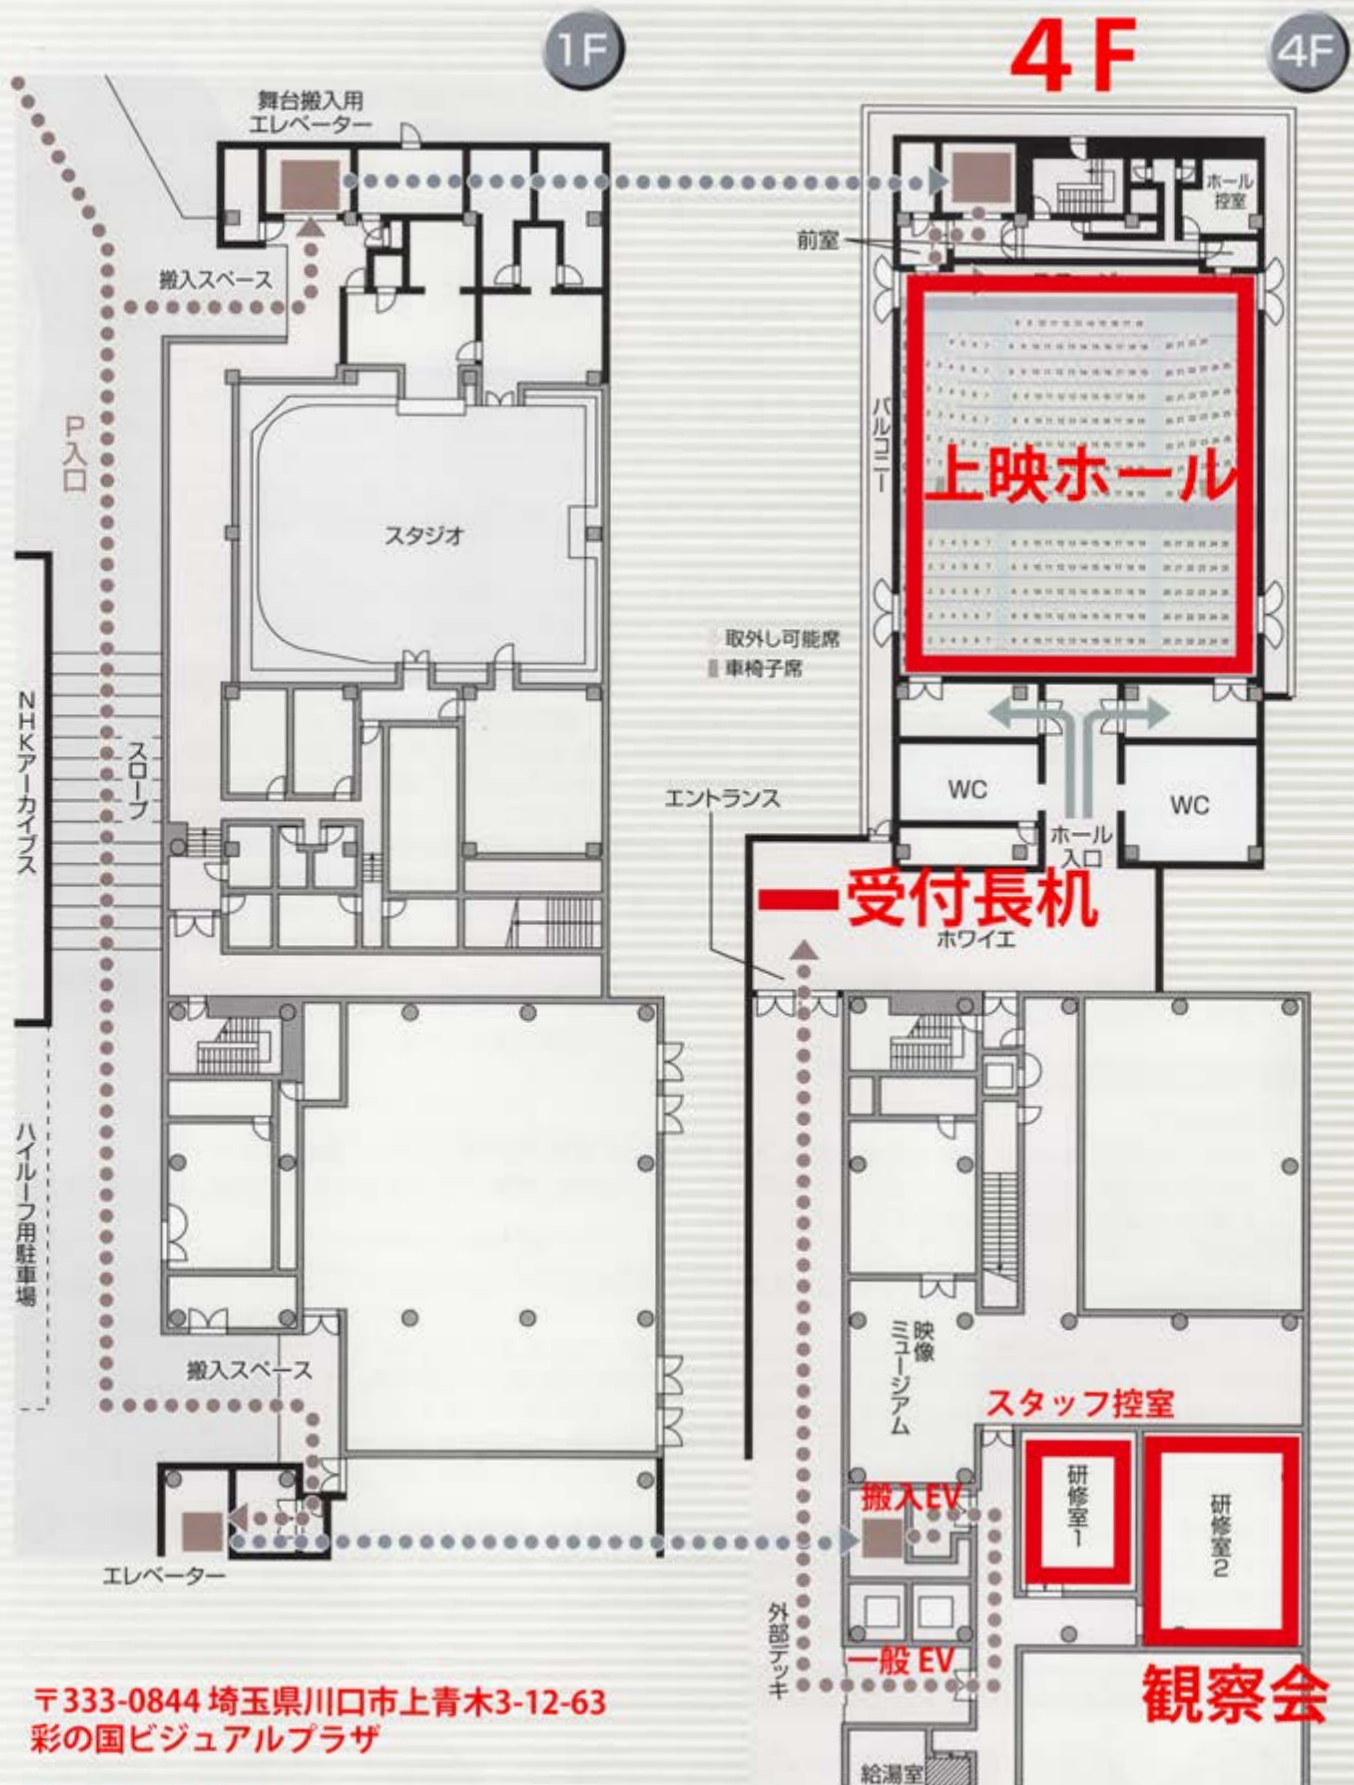 1F
4F
4F
舞台搬入用
エレベーター
ホール
控室
前室
搬入スペース
P入口
バルコニー
上映ホール
スタジオ
取外し可能席
車椅子席
NHKアーカイブス
スロープ
エントランス
WC
WC
ホール
入口
受付長机
ホワイエ
ハイルーフ用駐車場
映像
ミュージアム
搬入スペース
スタッフ控室
研修室1
研修室2
搬入EV
エレベーター
外部デッキ
一般 EV
観察会
〒333-0844 埼玉県川口市上青木3-12-63
彩の国ビジュアルプラザ
給湯室